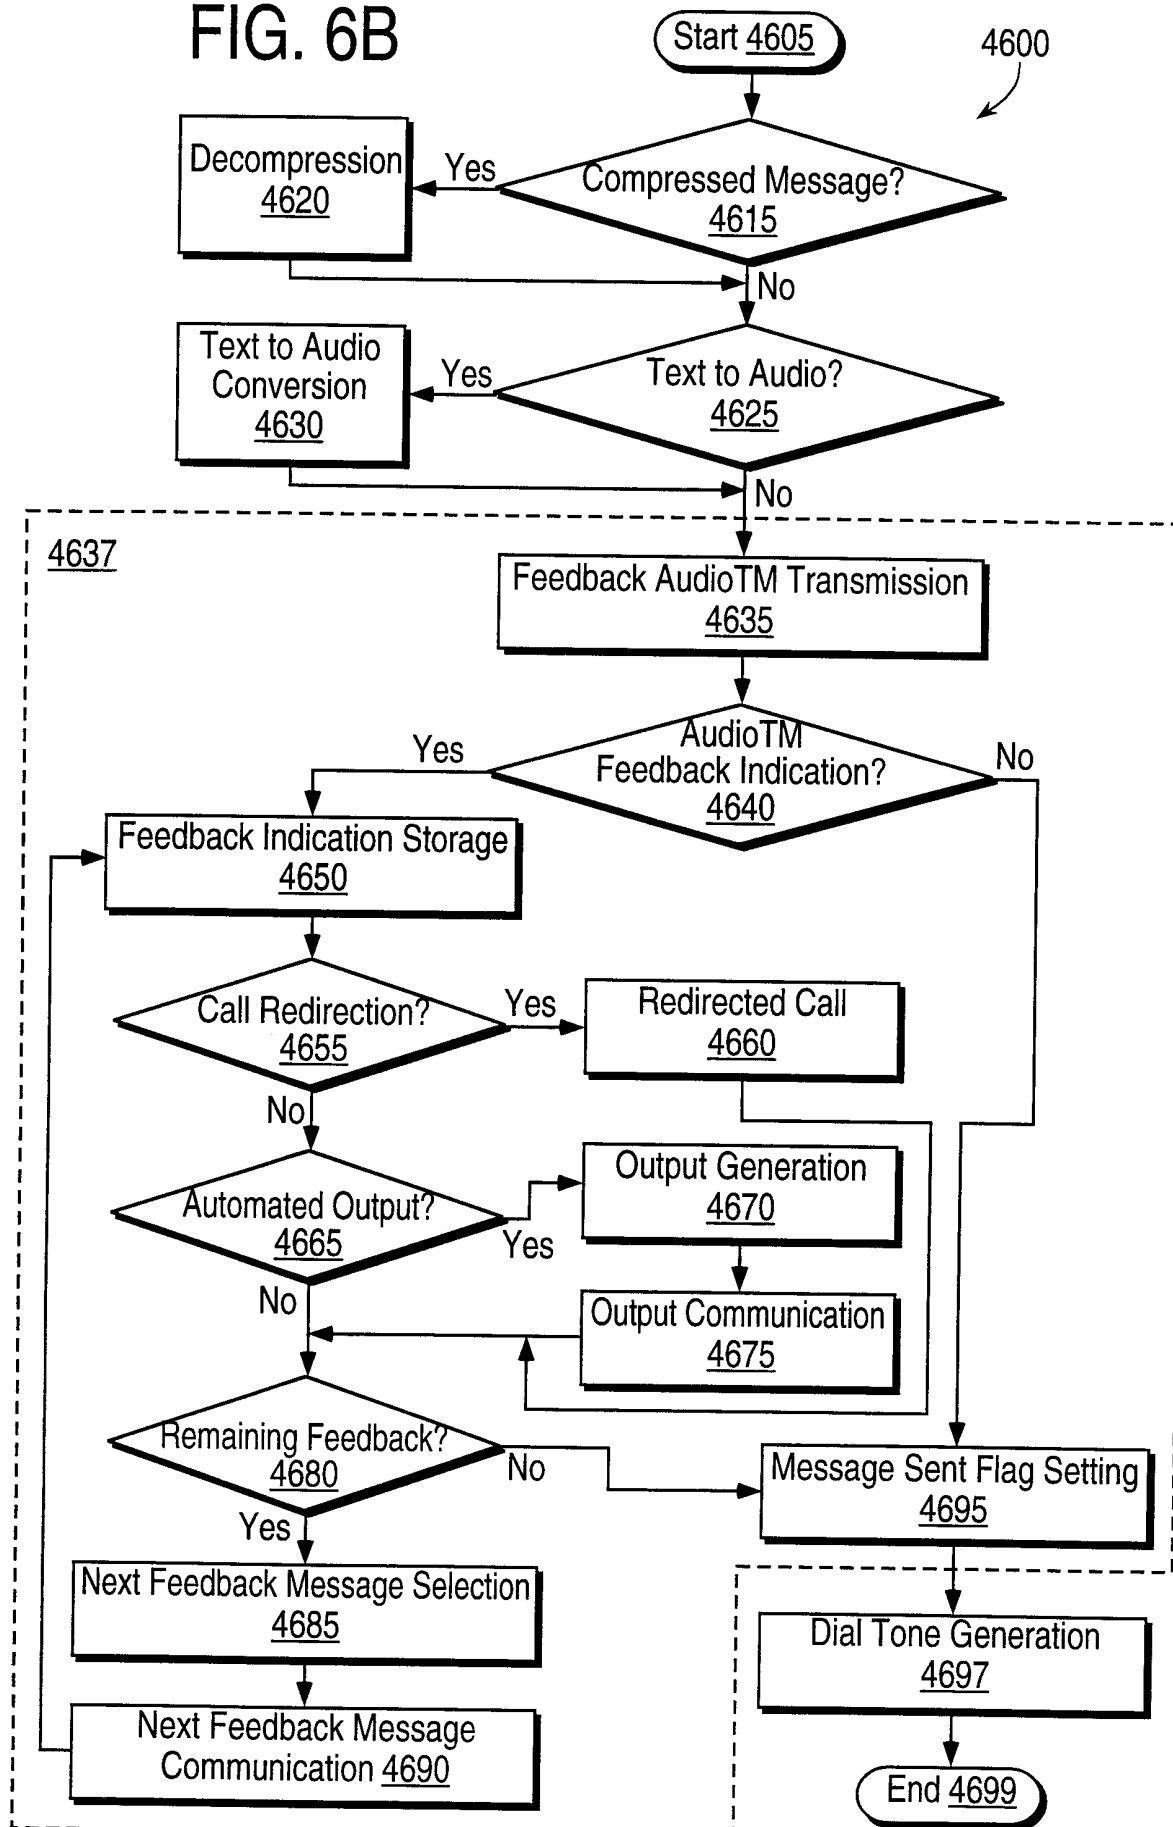 FIG. 6B
Start 4605
4600
Decompression
4620
Yes
Compressed Message?
4615
No
Text to Audio
Conversion
4630
Yes
Text to Audio?
4625
No
4637
Feedback AudioTM Transmission
4635
Yes
AudioTM
Feedback Indication?
4640
No
Feedback Indication Storage
4650
Call Redirection?
4655
Yes
Redirected Call
4660
No
Automated Output?
4665
Yes
Output Generation
4670
No
Output Communication
4675
Remaining Feedback?
4680
No
Message Sent Flag Setting
4695
Yes
Next Feedback Message Selection
4685
Dial Tone Generation
4697
Next Feedback Message
Communication 4690
End 4699